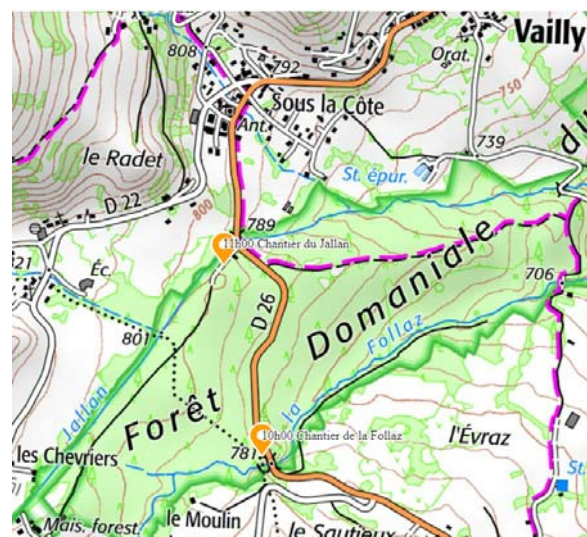 Vailly
808
792
Orat.
750
Sous la Côte
Ant.
739
le Radet
St. épur.
D 22
800
789
11h00 Chantier du Jallan
Domaniale
706
21
Éc.
D 26
801
Follaz
la
Jallan
Forêt
10h00 Chantier de la Follaz
781
l'Évraz
les Chevriers
St.
le Moulin
Mais. forest.
le Sautieux